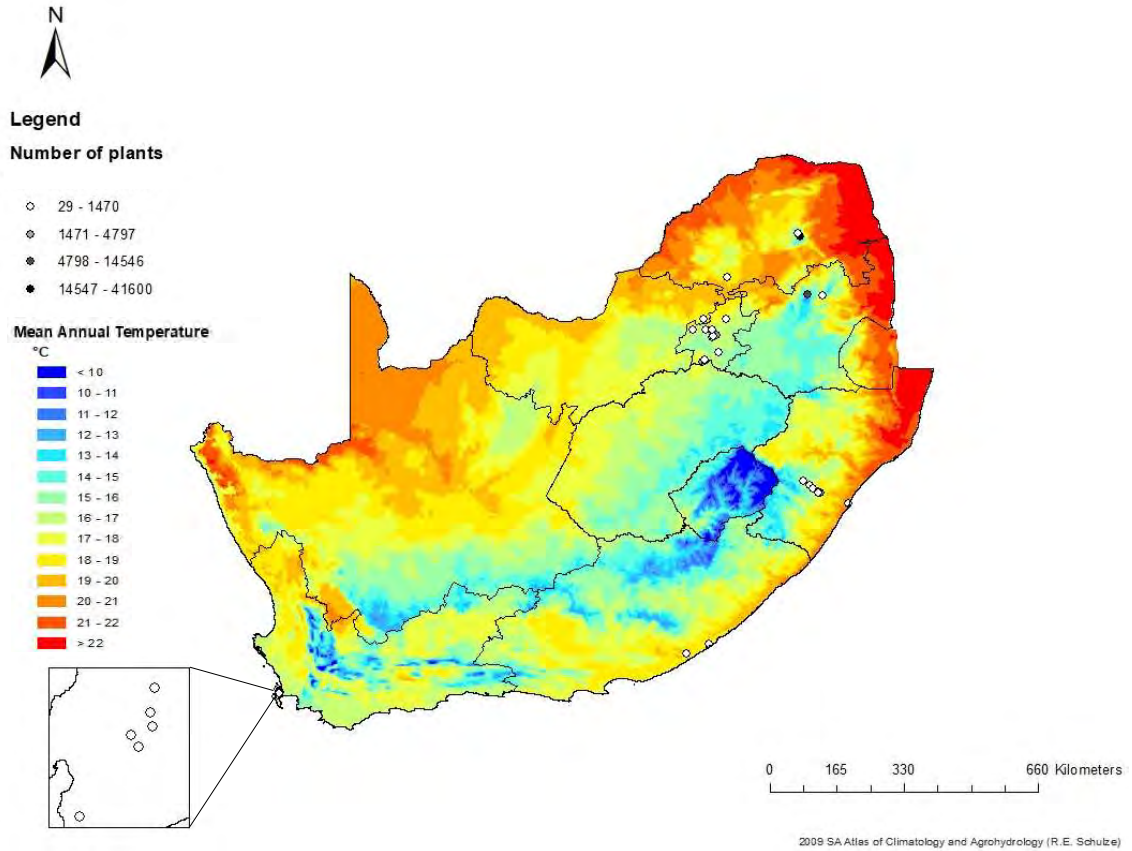 N
Legend
Number of plants
29 - 1470
1471 - 4797
4798 - 14546
14547 - 41600
Mean Annual Temperature
°C
< 10
10 - 11
11 - 12
12 - 13
13 - 14
14 - 15
15 - 16
16 - 17
17 - 18
18 - 19
19 - 20
20 - 21
21 - 22
> 22
0 165 330 660 Kilometers
2009 SA Atlas of Climatology and Agrohydrology (R.E. Schulze)